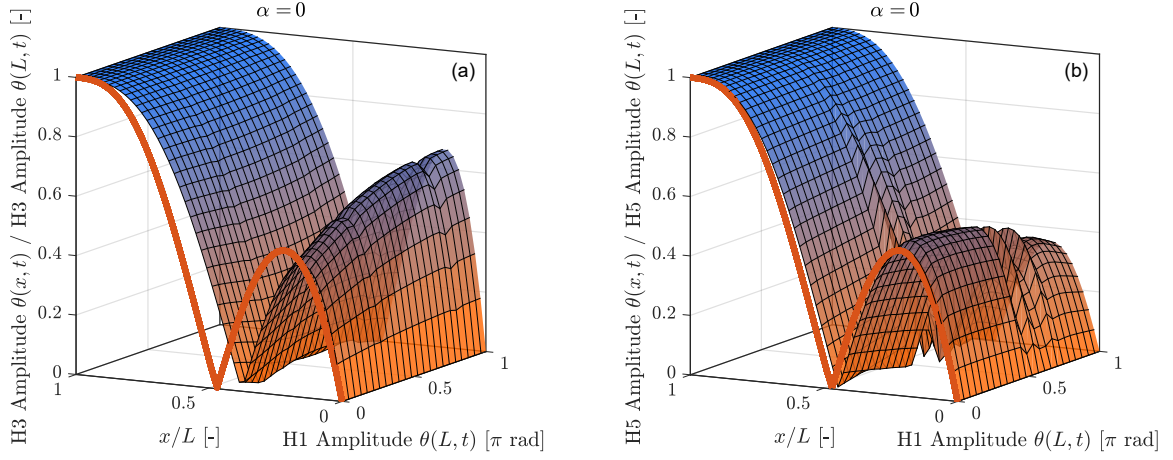 α = 0
(a)
H3 Amplitude θ(x, t) / H3 Amplitude θ(L, t) [-]
1
0.8
0.6
0.4
0.2
0
1
0.5
0
x/L [-]
0
0.5
1
H1 Amplitude θ(L, t) [π rad]
α = 0
(b)
H5 Amplitude θ(x, t) / H5 Amplitude θ(L, t) [-]
1
0.8
0.6
0.4
0.2
0
1
0.5
0
x/L [-]
0
0.5
1
H1 Amplitude θ(L, t) [π rad]